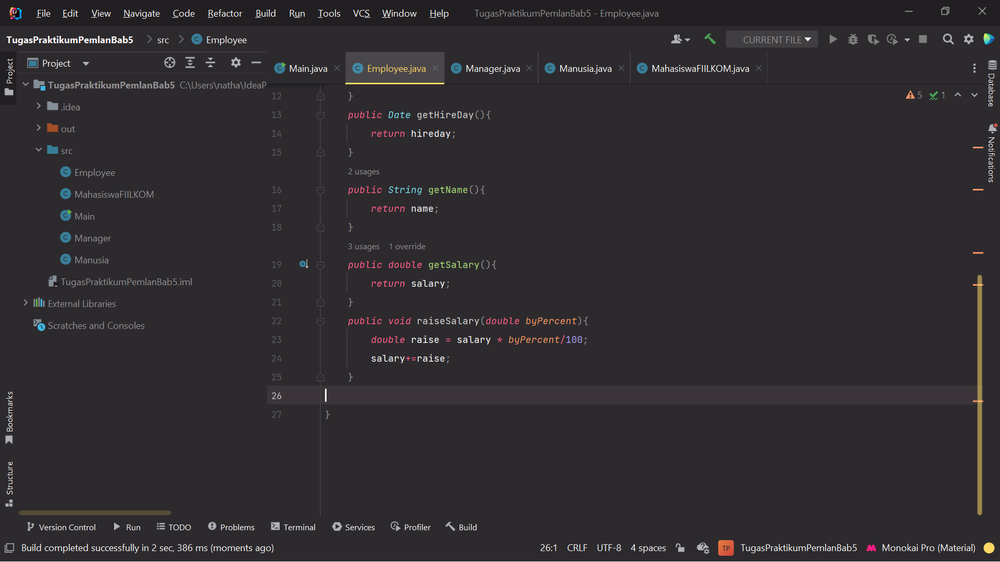 File Edit View Navigate Code Refactor Build Run Tools VCS Window Help TugasPraktikumPemlanBab5 - Employee.java
TugasPraktikumPemlanBab5 src Employee CURRENT FILE
Project
Project
Main.java Employee.java Manager.java Manusia.java MahasiswaFIILKOM.java
TugasPraktikumPemlanBab5 C:\Users\natha\IdeaP
.idea
out
src
Employee
MahasiswaFIILKOM
Main
Manager
Manusia
TugasPraktikumPemlanBab5.iml
External Libraries
Scratches and Consoles
Bookmarks
Structure
5 1
12 }
13 public Date getHireDay(){
14 return hireday;
15 }
2 usages
16 public String getName(){
17 return name;
18 }
3 usages 1 override
19 public double getSalary(){
20 return salary;
21 }
22 public void raiseSalary(double byPercent){
23 double raise = salary * byPercent/100;
24 salary+=raise;
25 }
26
27 }
Database
Notifications
Version Control Run TODO Problems Terminal Services Profiler Build
Build completed successfully in 2 sec, 386 ms (moments ago) 26:1 CRLF UTF-8 4 spaces TP TugasPraktikumPemlanBab5 Monokai Pro (Material)